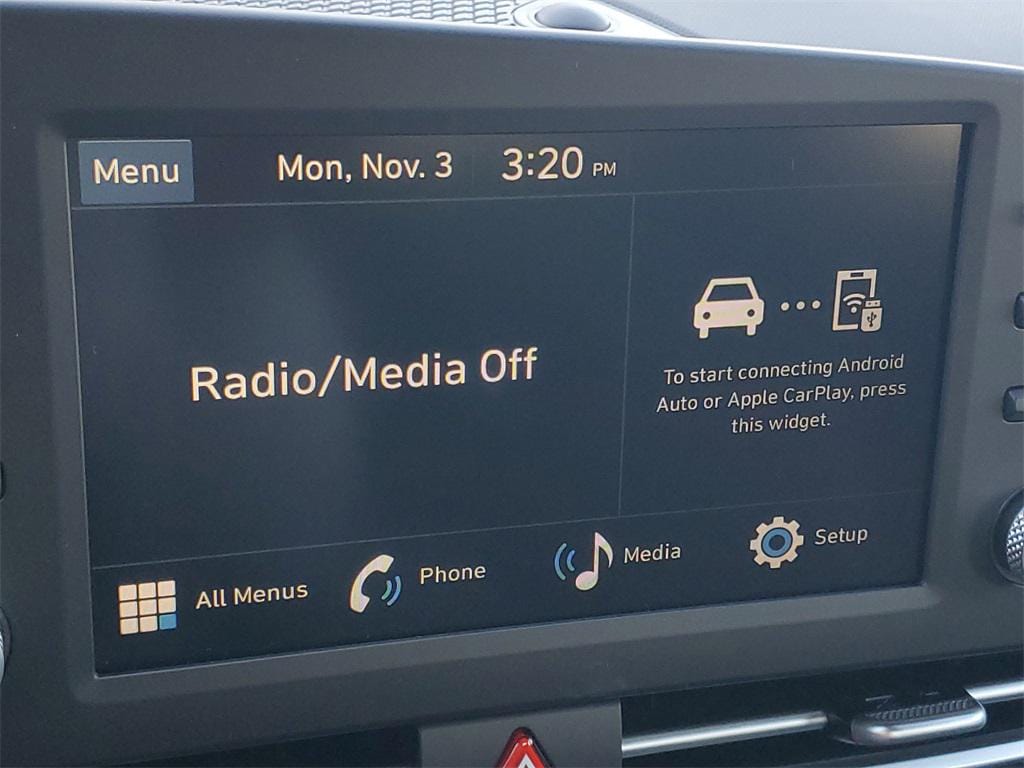 Menu
Mon, Nov. 3
3:20 PM
Radio/Media Off
To start connecting Android
Auto or Apple CarPlay, press
this widget.
All Menus
Phone
Media
Setup